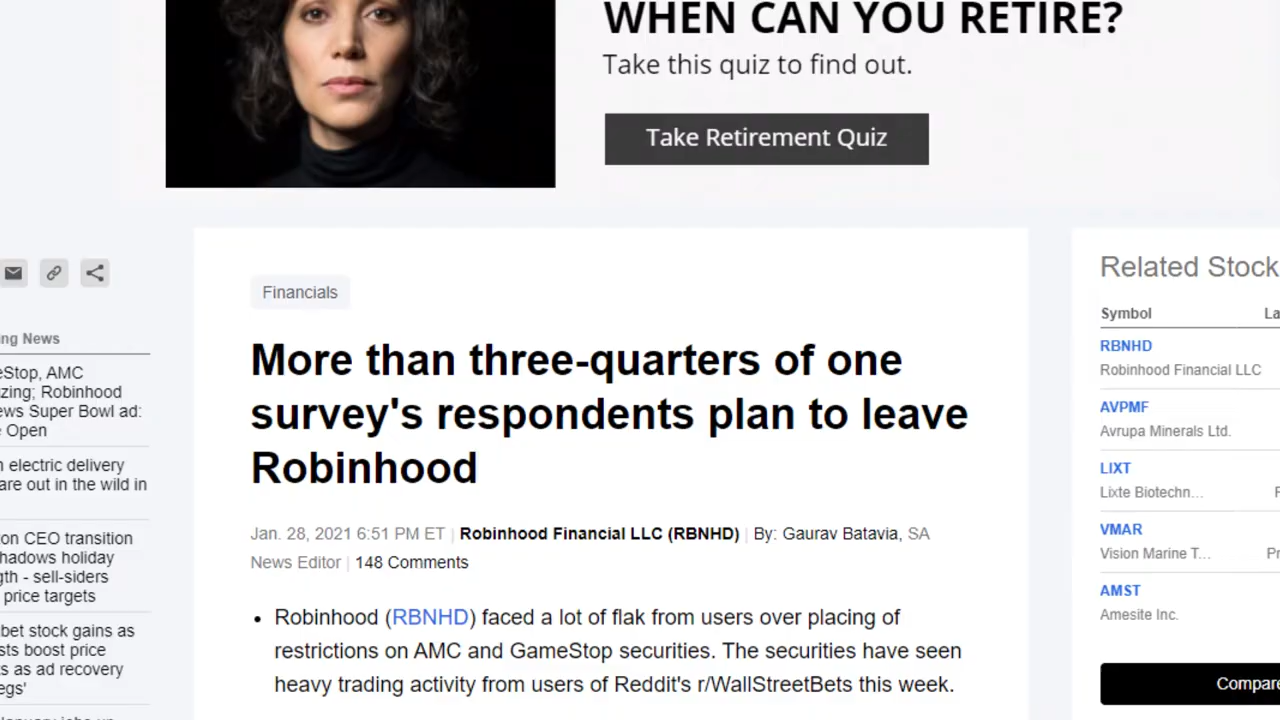 WHEN CAN YOU RETIRE?
Take this quiz to find out.
Take Retirement Quiz
ing News
eStop, AMC
zing; Robinhood
ews Super Bowl ad:
Open
electric delivery
are out in the wild in
on CEO transition
hadows holiday
gth - sell-siders
price targets
bet stock gains as
sts boost price
ts as ad recovery
egs'
Financials
More than three-quarters of one
survey's respondents plan to leave
Robinhood
Jan. 28, 2021 6:51 PM ET | Robinhood Financial LLC (RBNHD) | By: Gaurav Batavia, SA
News Editor | 148 Comments
• Robinhood (RBNHD) faced a lot of flak from users over placing of
restrictions on AMC and GameStop securities. The securities have seen
heavy trading activity from users of Reddit's r/WallStreetBets this week.
Related Stock
Symbol La
RBNHD
Robinhood Financial LLC
AVPMF
Avrupa Minerals Ltd.
LIXT
Lixte Biotechn...
VMAR
Vision Marine T... Pr
AMST
Amesite Inc.
Compare